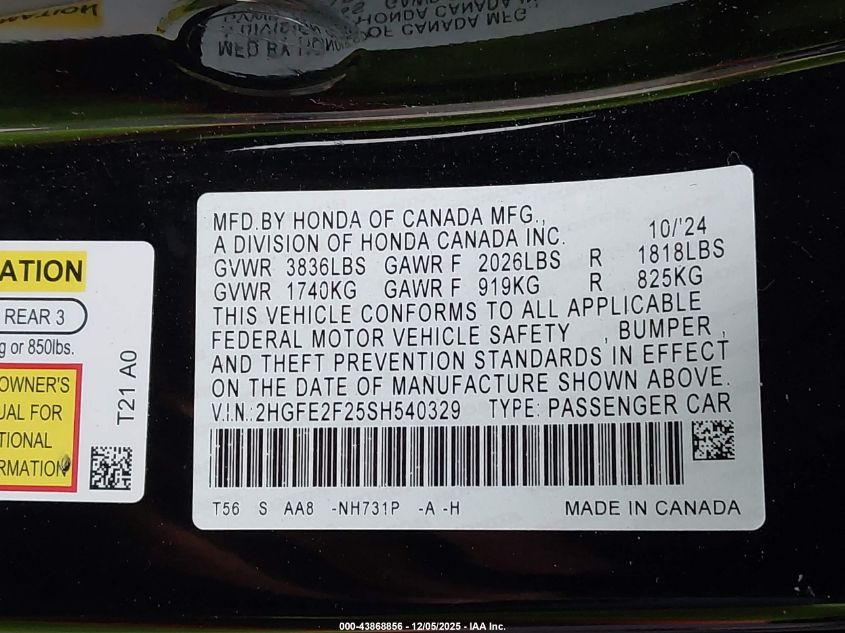 MFD.BY HONDA OF CANADA MFG.,
A DIVISION OF HONDA CANADA INC. 10/'24
GVWR 3836LBS GAWR F 2026LBS R 1818LBS
GVWR 1740KG GAWR F 919KG R 825KG
THIS VEHICLE CONFORMS TO ALL APPLICABLE
FEDERAL MOTOR VEHICLE SAFETY , BUMPER ,
AND THEFT PREVENTION STANDARDS IN EFFECT
ON THE DATE OF MANUFACTURE SHOWN ABOVE.
V.I.N.:2HGFE2F25SH540329 TYPE: PASSENGER CAR
T56 S AA8 -NH731P -A -H MADE IN CANADA
ATION
REAR 3
g or 850lbs.
OWNER'S
UAL FOR
TIONAL
RMATION
T21 A0
000-43868856 - 12/05/2025 - IAA Inc.